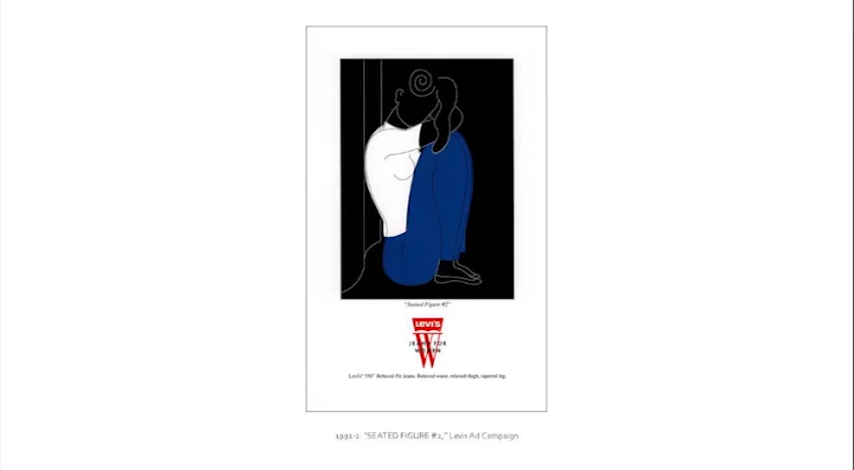 "Seated Figure #2"
Levi's
JEANS FOR
WOMEN
W
Levi's® 550™ Relaxed Fit Jeans. Relaxed waist, relaxed thigh, tapered leg.
1991-2: "SEATED FIGURE #2," Levis Ad Campaign